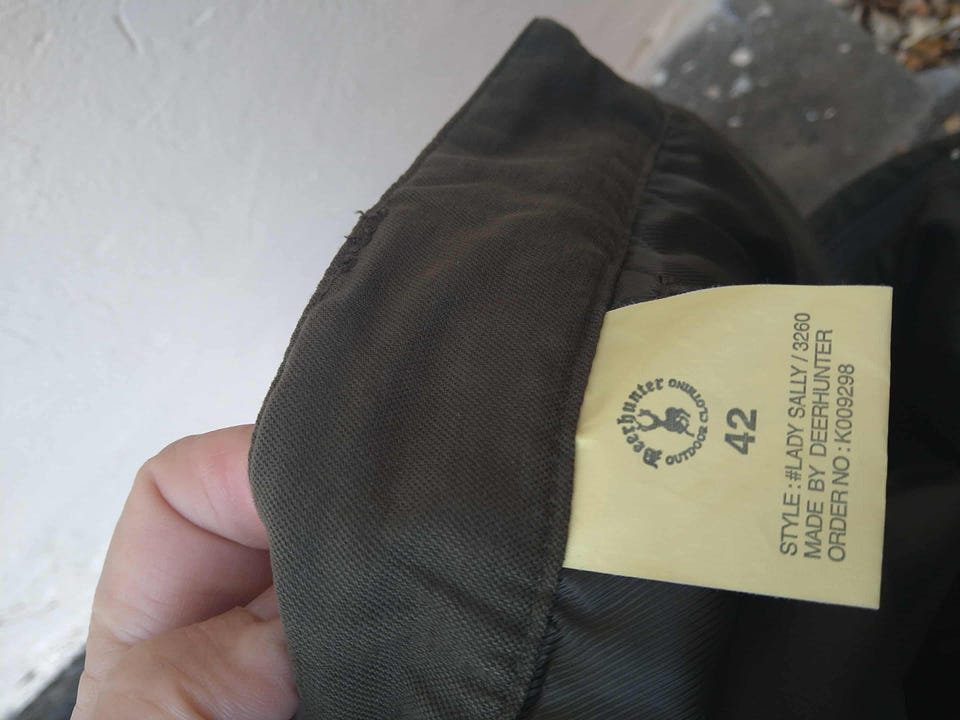 Deerhunter
OUTDOOR CLOTHING
42
STYLE : #LADY SALLY / 3260
MADE BY DEERHUNTER
ORDER NO : K009298